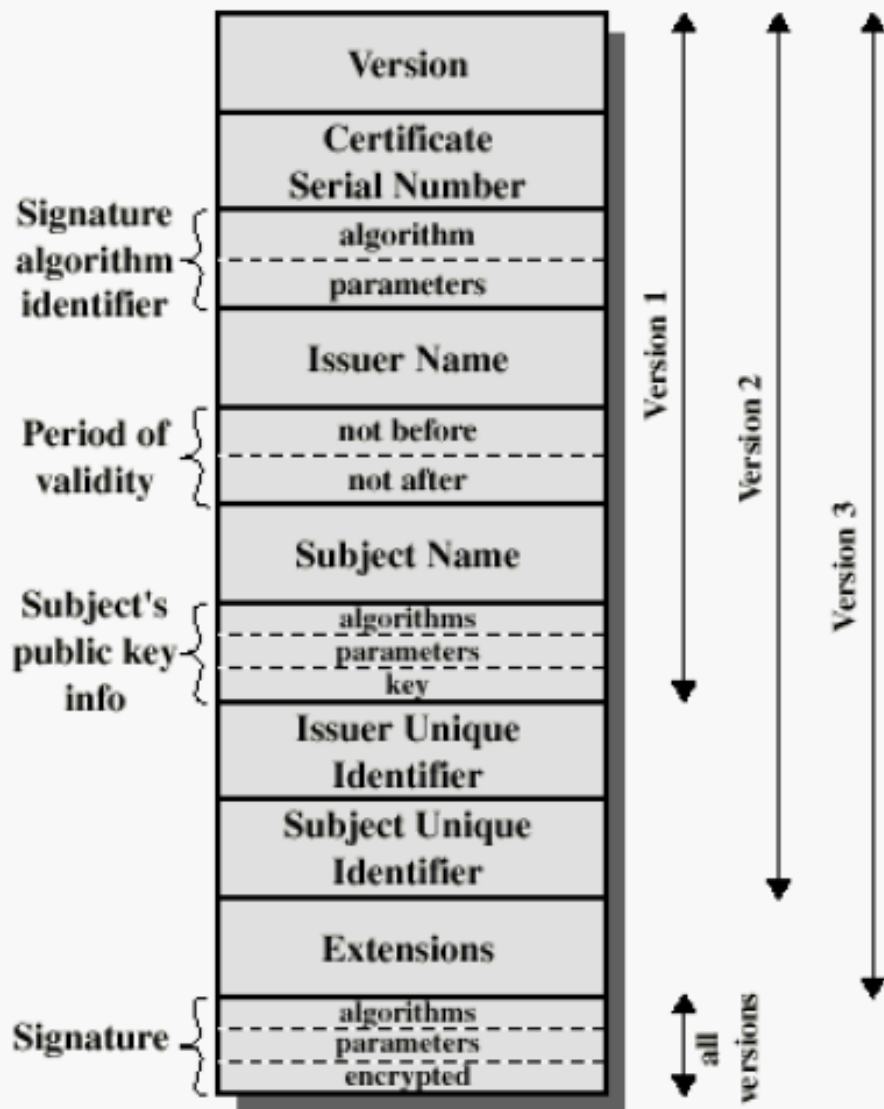 Version
Certificate
Serial Number
Signature
algorithm
identifier
algorithm
parameters
Issuer Name
Period of
validity
not before
not after
Subject Name
Subject's
public key
info
algorithms
parameters
key
Issuer Unique
Identifier
Subject Unique
Identifier
Extensions
Signature
algorithms
parameters
encrypted
Version 1
Version 2
Version 3
all
versions